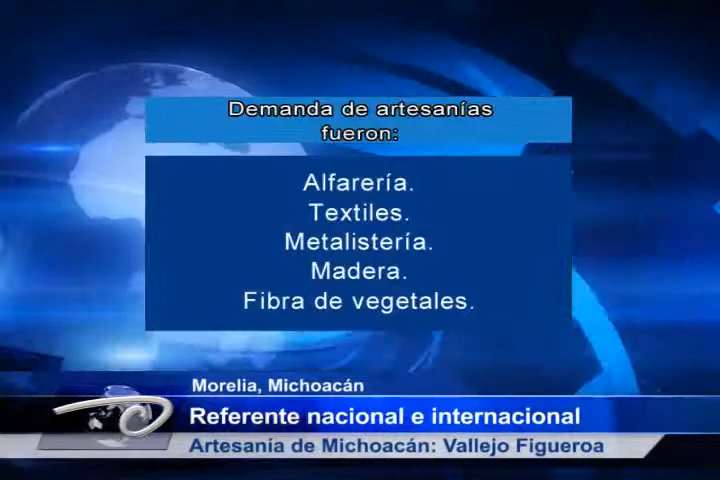 Demanda de artesanías
fueron:
Alfarería.
Textiles.
Metalistería.
Madera.
Fibra de vegetales.
Morelia, Michoacán
Referente nacional e internacional
Artesanía de Michoacán: Vallejo Figueroa